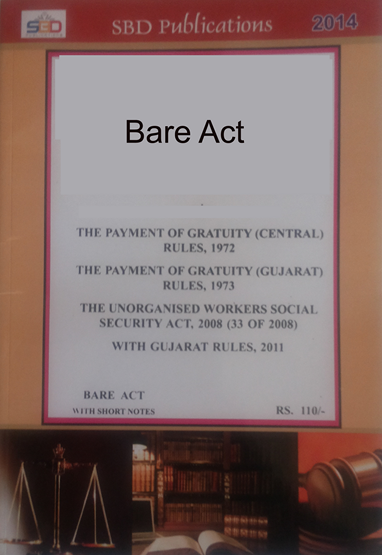 SBD
SBD Publications
2014
Bare Act
THE PAYMENT OF GRATUITY (CENTRAL)
RULES, 1972
THE PAYMENT OF GRATUITY (GUJARAT)
RULES, 1973
THE UNORGANISED WORKERS SOCIAL
SECURITY ACT, 2008 (33 OF 2008)
WITH GUJARAT RULES, 2011
BARE ACT
WITH SHORT NOTES
RS. 110/-